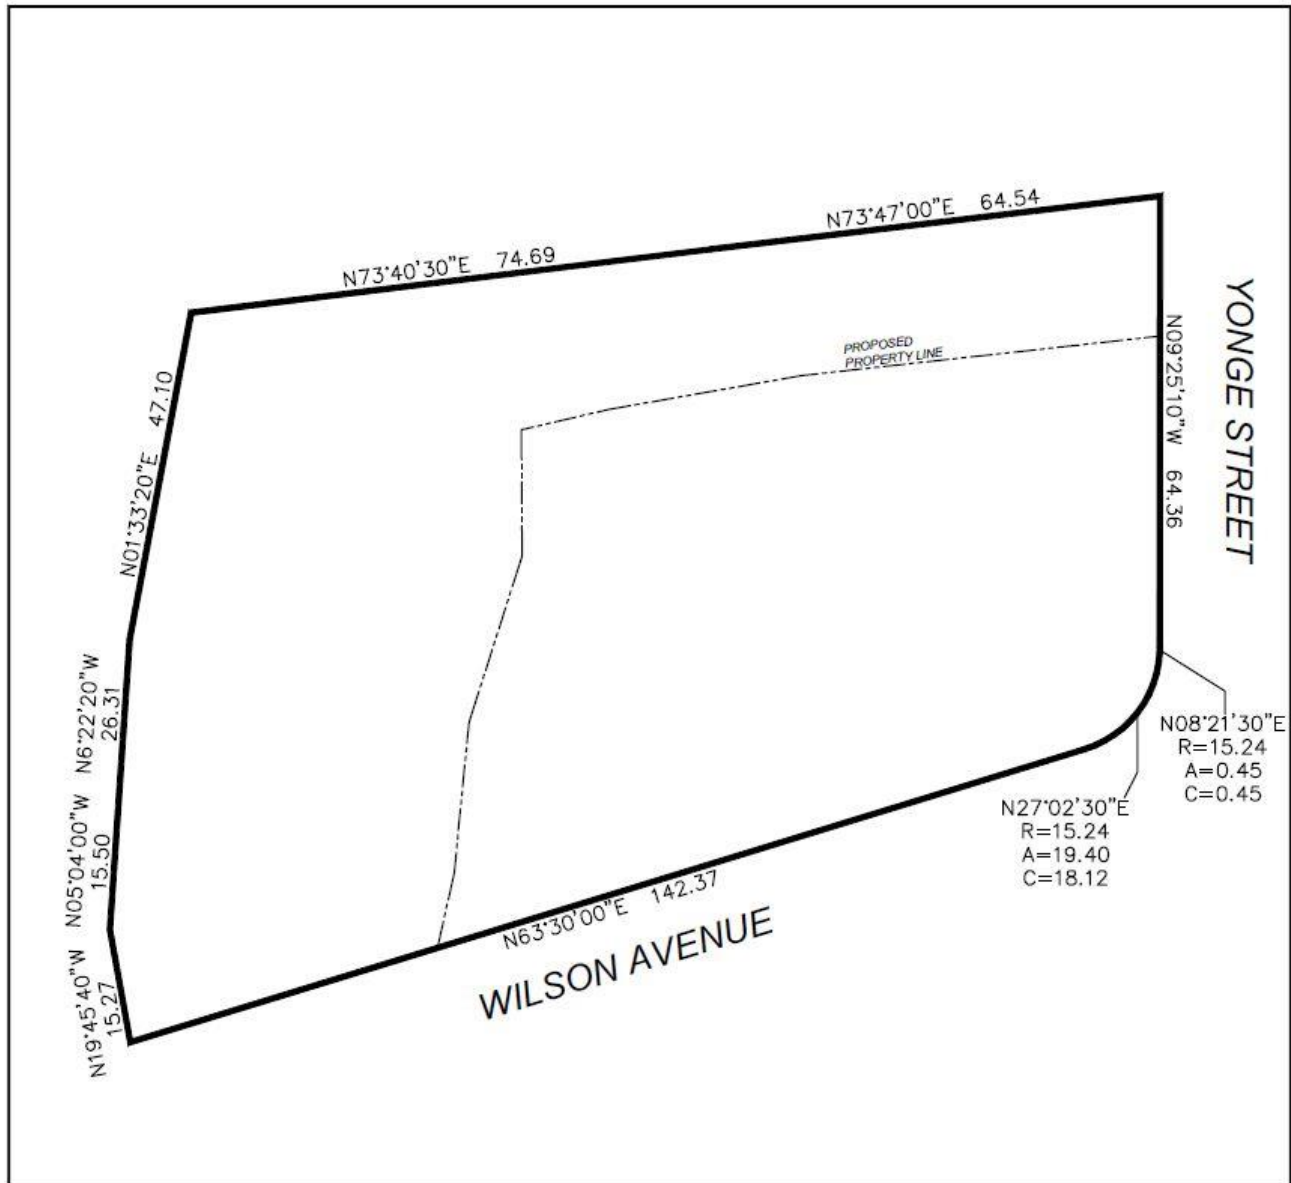 N73°47'00"E 64.54
N73°40'30"E 74.69
YONGE STREET
N09°25'10"W 64.36
PROPOSED
PROPERTY LINE
N01°33'20"E 47.10
N6°22'20"W
26.31
N05°04'00"W
15.50
N19°45'40"W
15.27
N08°21'30"E
R=15.24
A=0.45
C=0.45
N27°02'30"E
R=15.24
A=19.40
C=18.12
N63°30'00"E 142.37
WILSON AVENUE